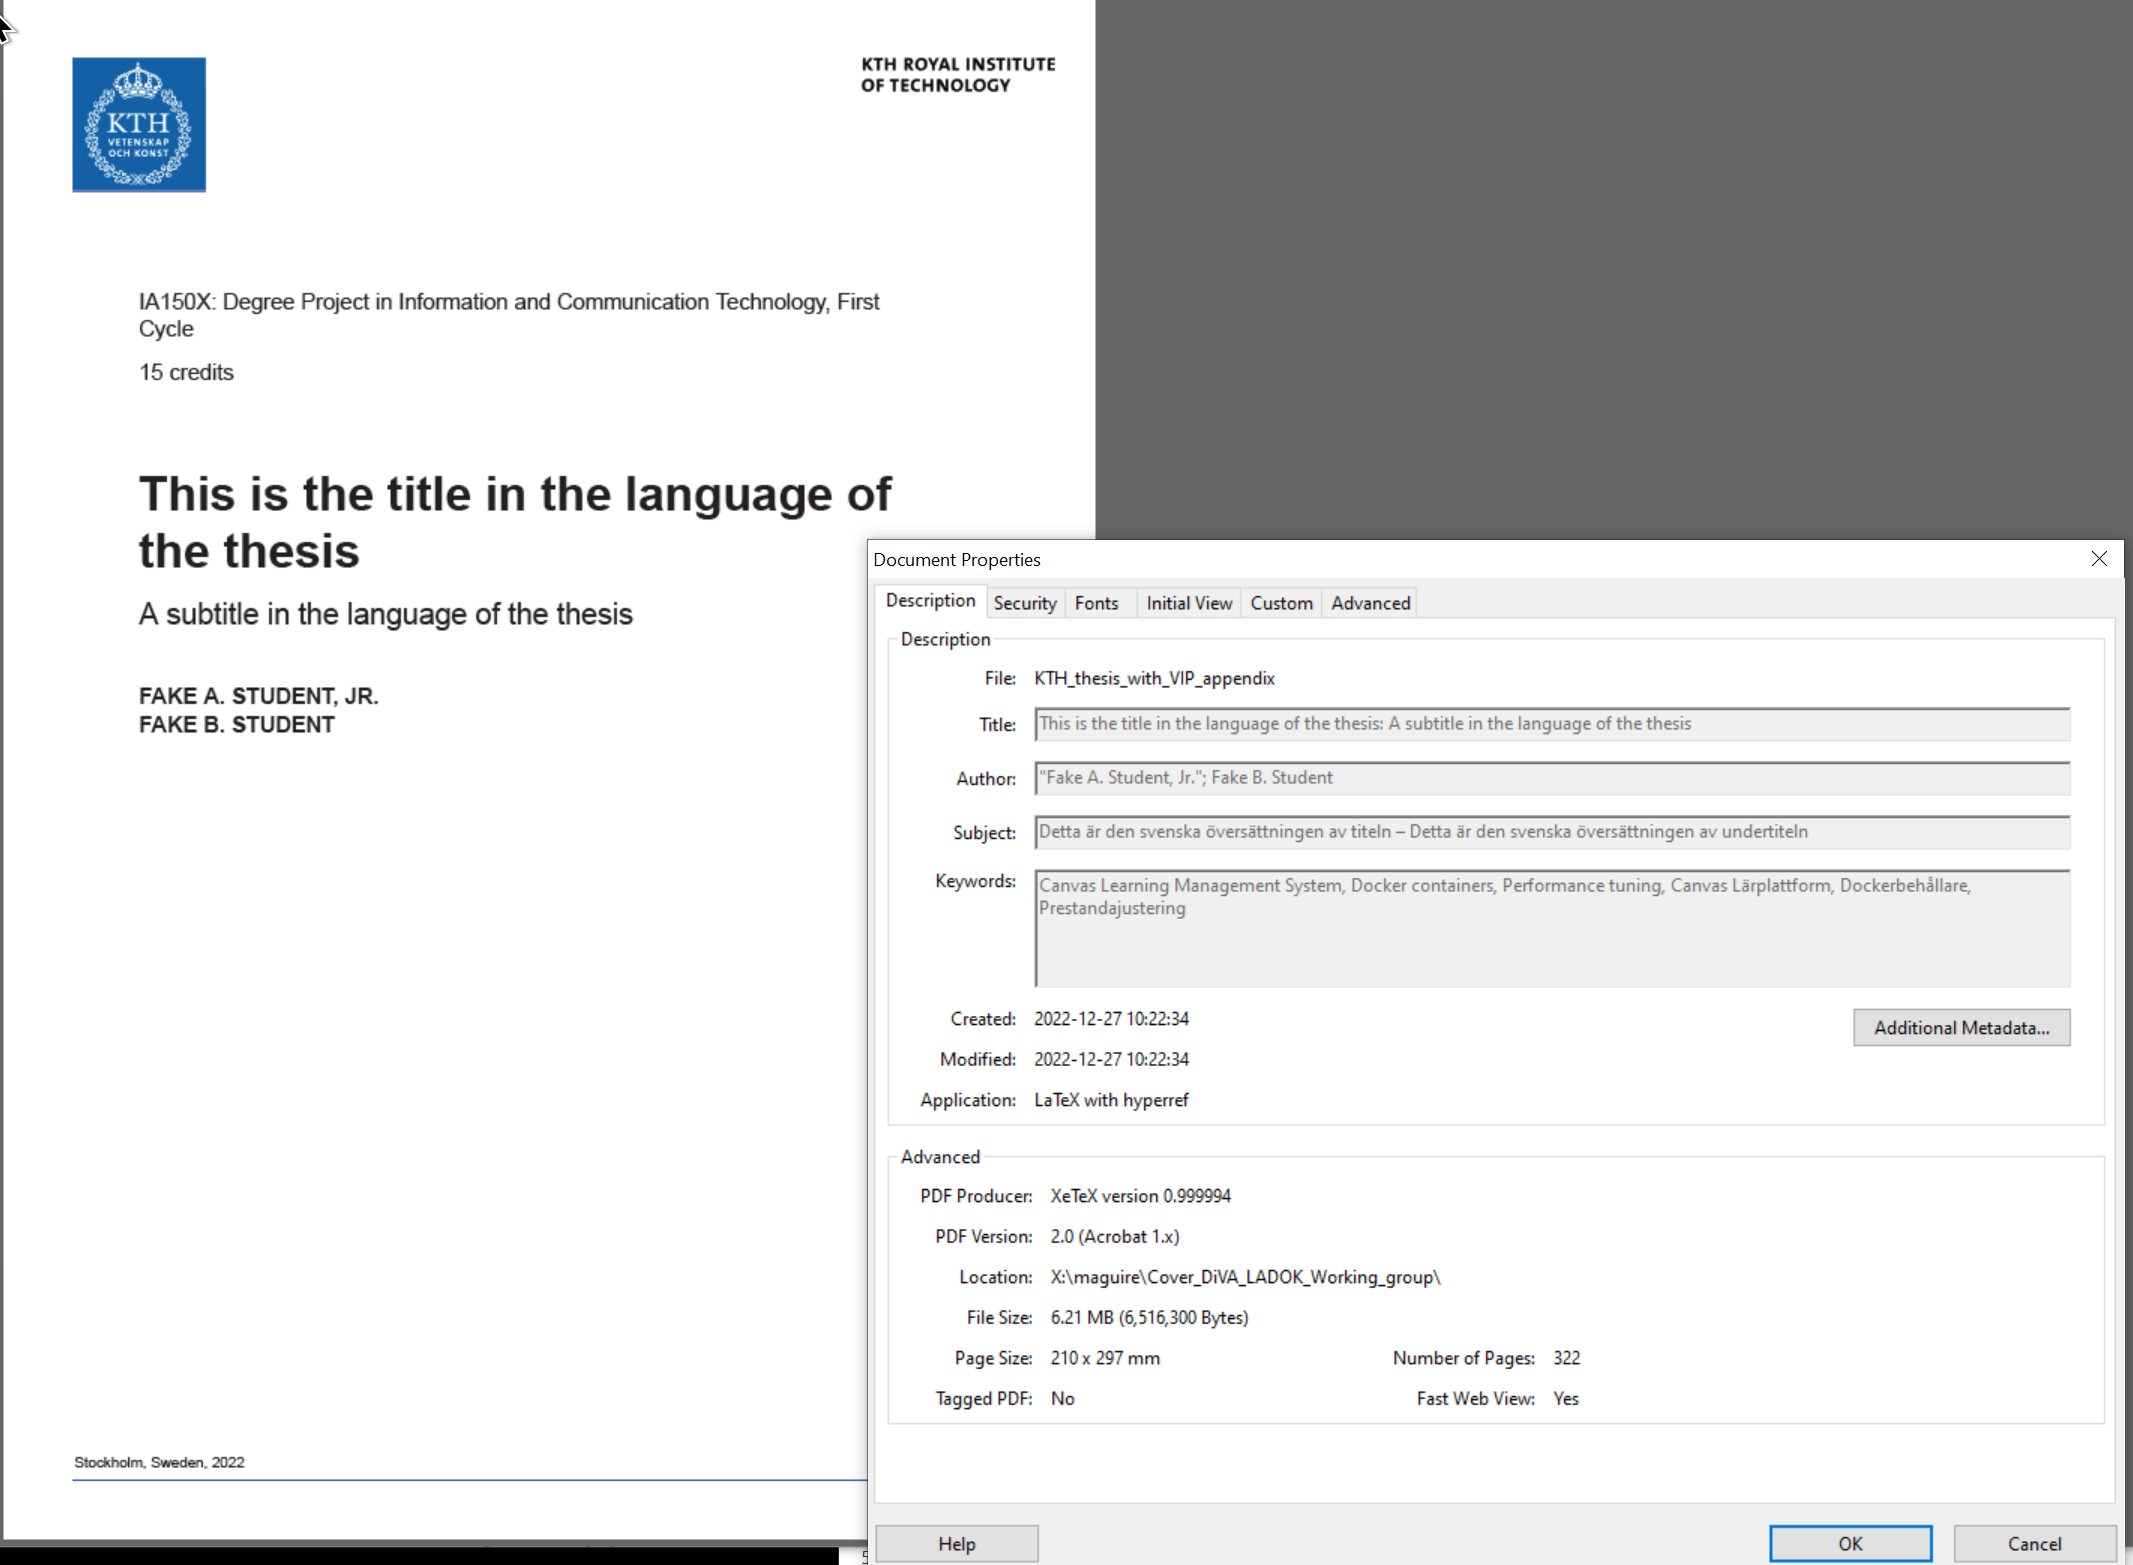 KTH
VETENSKAP
OCH KONST
KTH ROYAL INSTITUTE
OF TECHNOLOGY
IA150X: Degree Project in Information and Communication Technology, First
Cycle
15 credits
This is the title in the language of
the thesis
A subtitle in the language of the thesis
FAKE A. STUDENT, JR.
FAKE B. STUDENT
Stockholm, Sweden, 2022
Document Properties
Description Security Fonts Initial View Custom Advanced
Description
File: KTH_thesis_with_VIP_appendix
Title: This is the title in the language of the thesis: A subtitle in the language of the thesis
Author: "Fake A. Student, Jr."; Fake B. Student
Subject: Detta är den svenska översättningen av titeln – Detta är den svenska översättningen av undertiteln
Keywords: Canvas Learning Management System, Docker containers, Performance tuning, Canvas Lärplattform, Dockerbehållare,
Prestandajustering
Created: 2022-12-27 10:22:34
Additional Metadata...
Modified: 2022-12-27 10:22:34
Application: LaTeX with hyperref
Advanced
PDF Producer: XeTeX version 0.999994
PDF Version: 2.0 (Acrobat 1.x)
Location: X:\maguire\Cover_DiVA_LADOK_Working_group\
File Size: 6.21 MB (6,516,300 Bytes)
Page Size: 210 x 297 mm Number of Pages: 322
Tagged PDF: No Fast Web View: Yes
Help OK Cancel